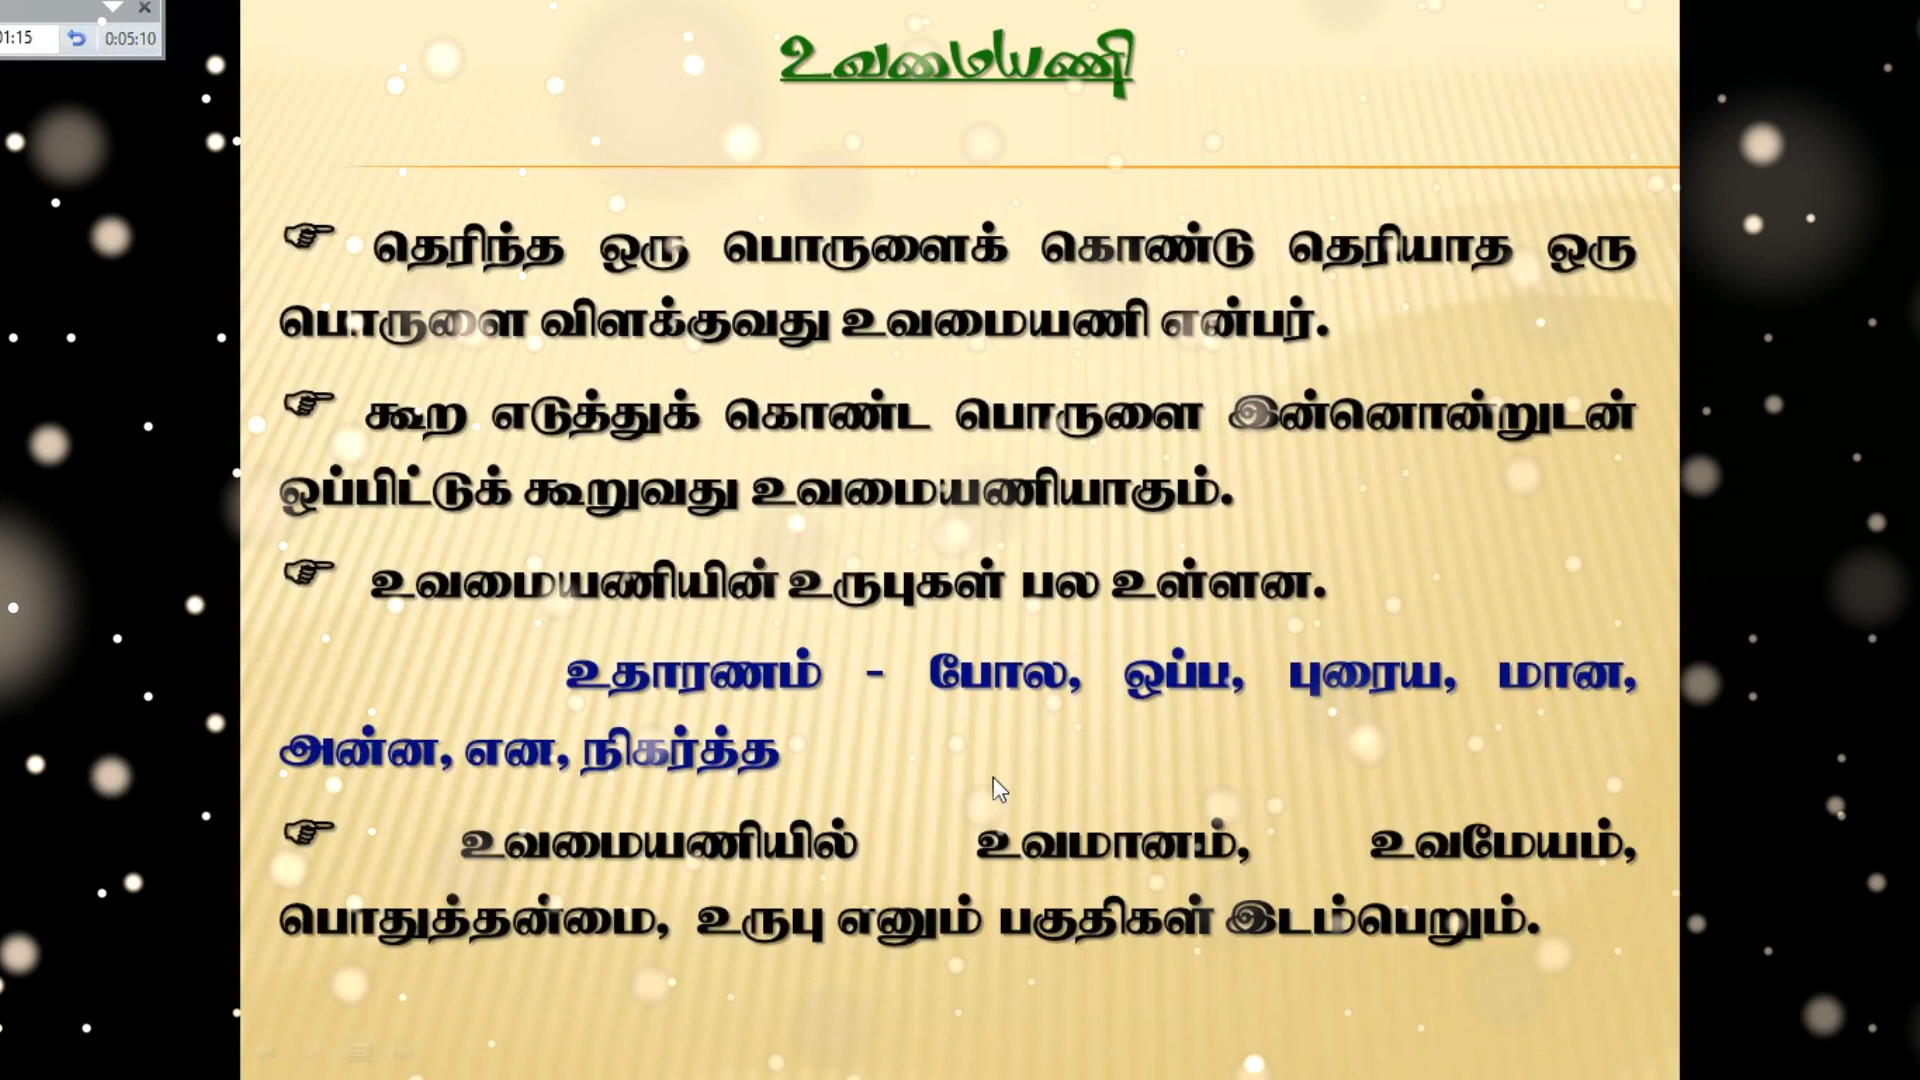 01:15 0:05:10
உவமையணி
தெரிந்த ஒரு பொருளைக் கொண்டு தெரியாத ஒரு
பொருளை விளக்குவது உவமையணி என்பர்.
கூற எடுத்துக் கொண்ட பொருளை இன்னொன்றுடன்
ஒப்பிட்டுக் கூறுவது உவமையணியாகும்.
உவமையணியின் உருபுகள் பல உள்ளன.
உதாரணம் - போல, ஒப்ப, புரைய, மான,
அன்ன, என, நிகர்த்த
உவமையணியில் உவமானம், உவமேயம்,
பொதுத்தன்மை, உருபு எனும் பகுதிகள் இடம்பெறும்.